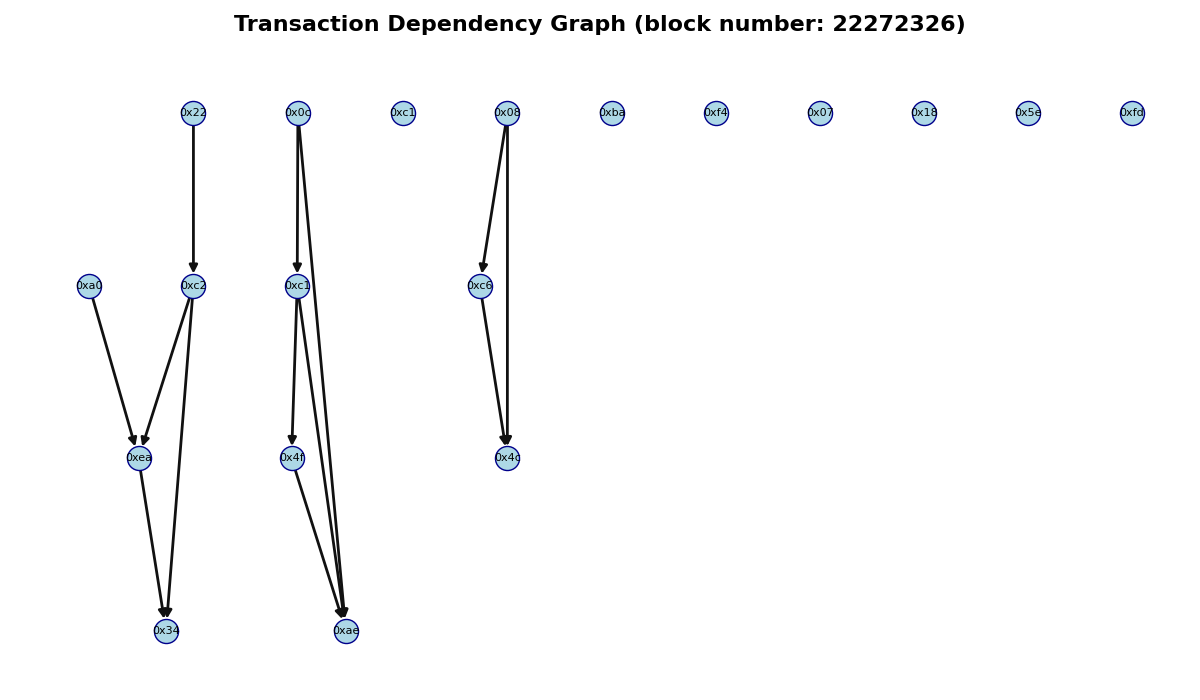 Transaction Dependency Graph (block number: 22272326)
0x22 0x0c 0xc1 0x08 0xba 0xf4 0x07 0x18 0x5e 0xfd
0xa0 0xc2 0xc1 0xc6
0xea 0x4f 0x4c
0x34 0xae